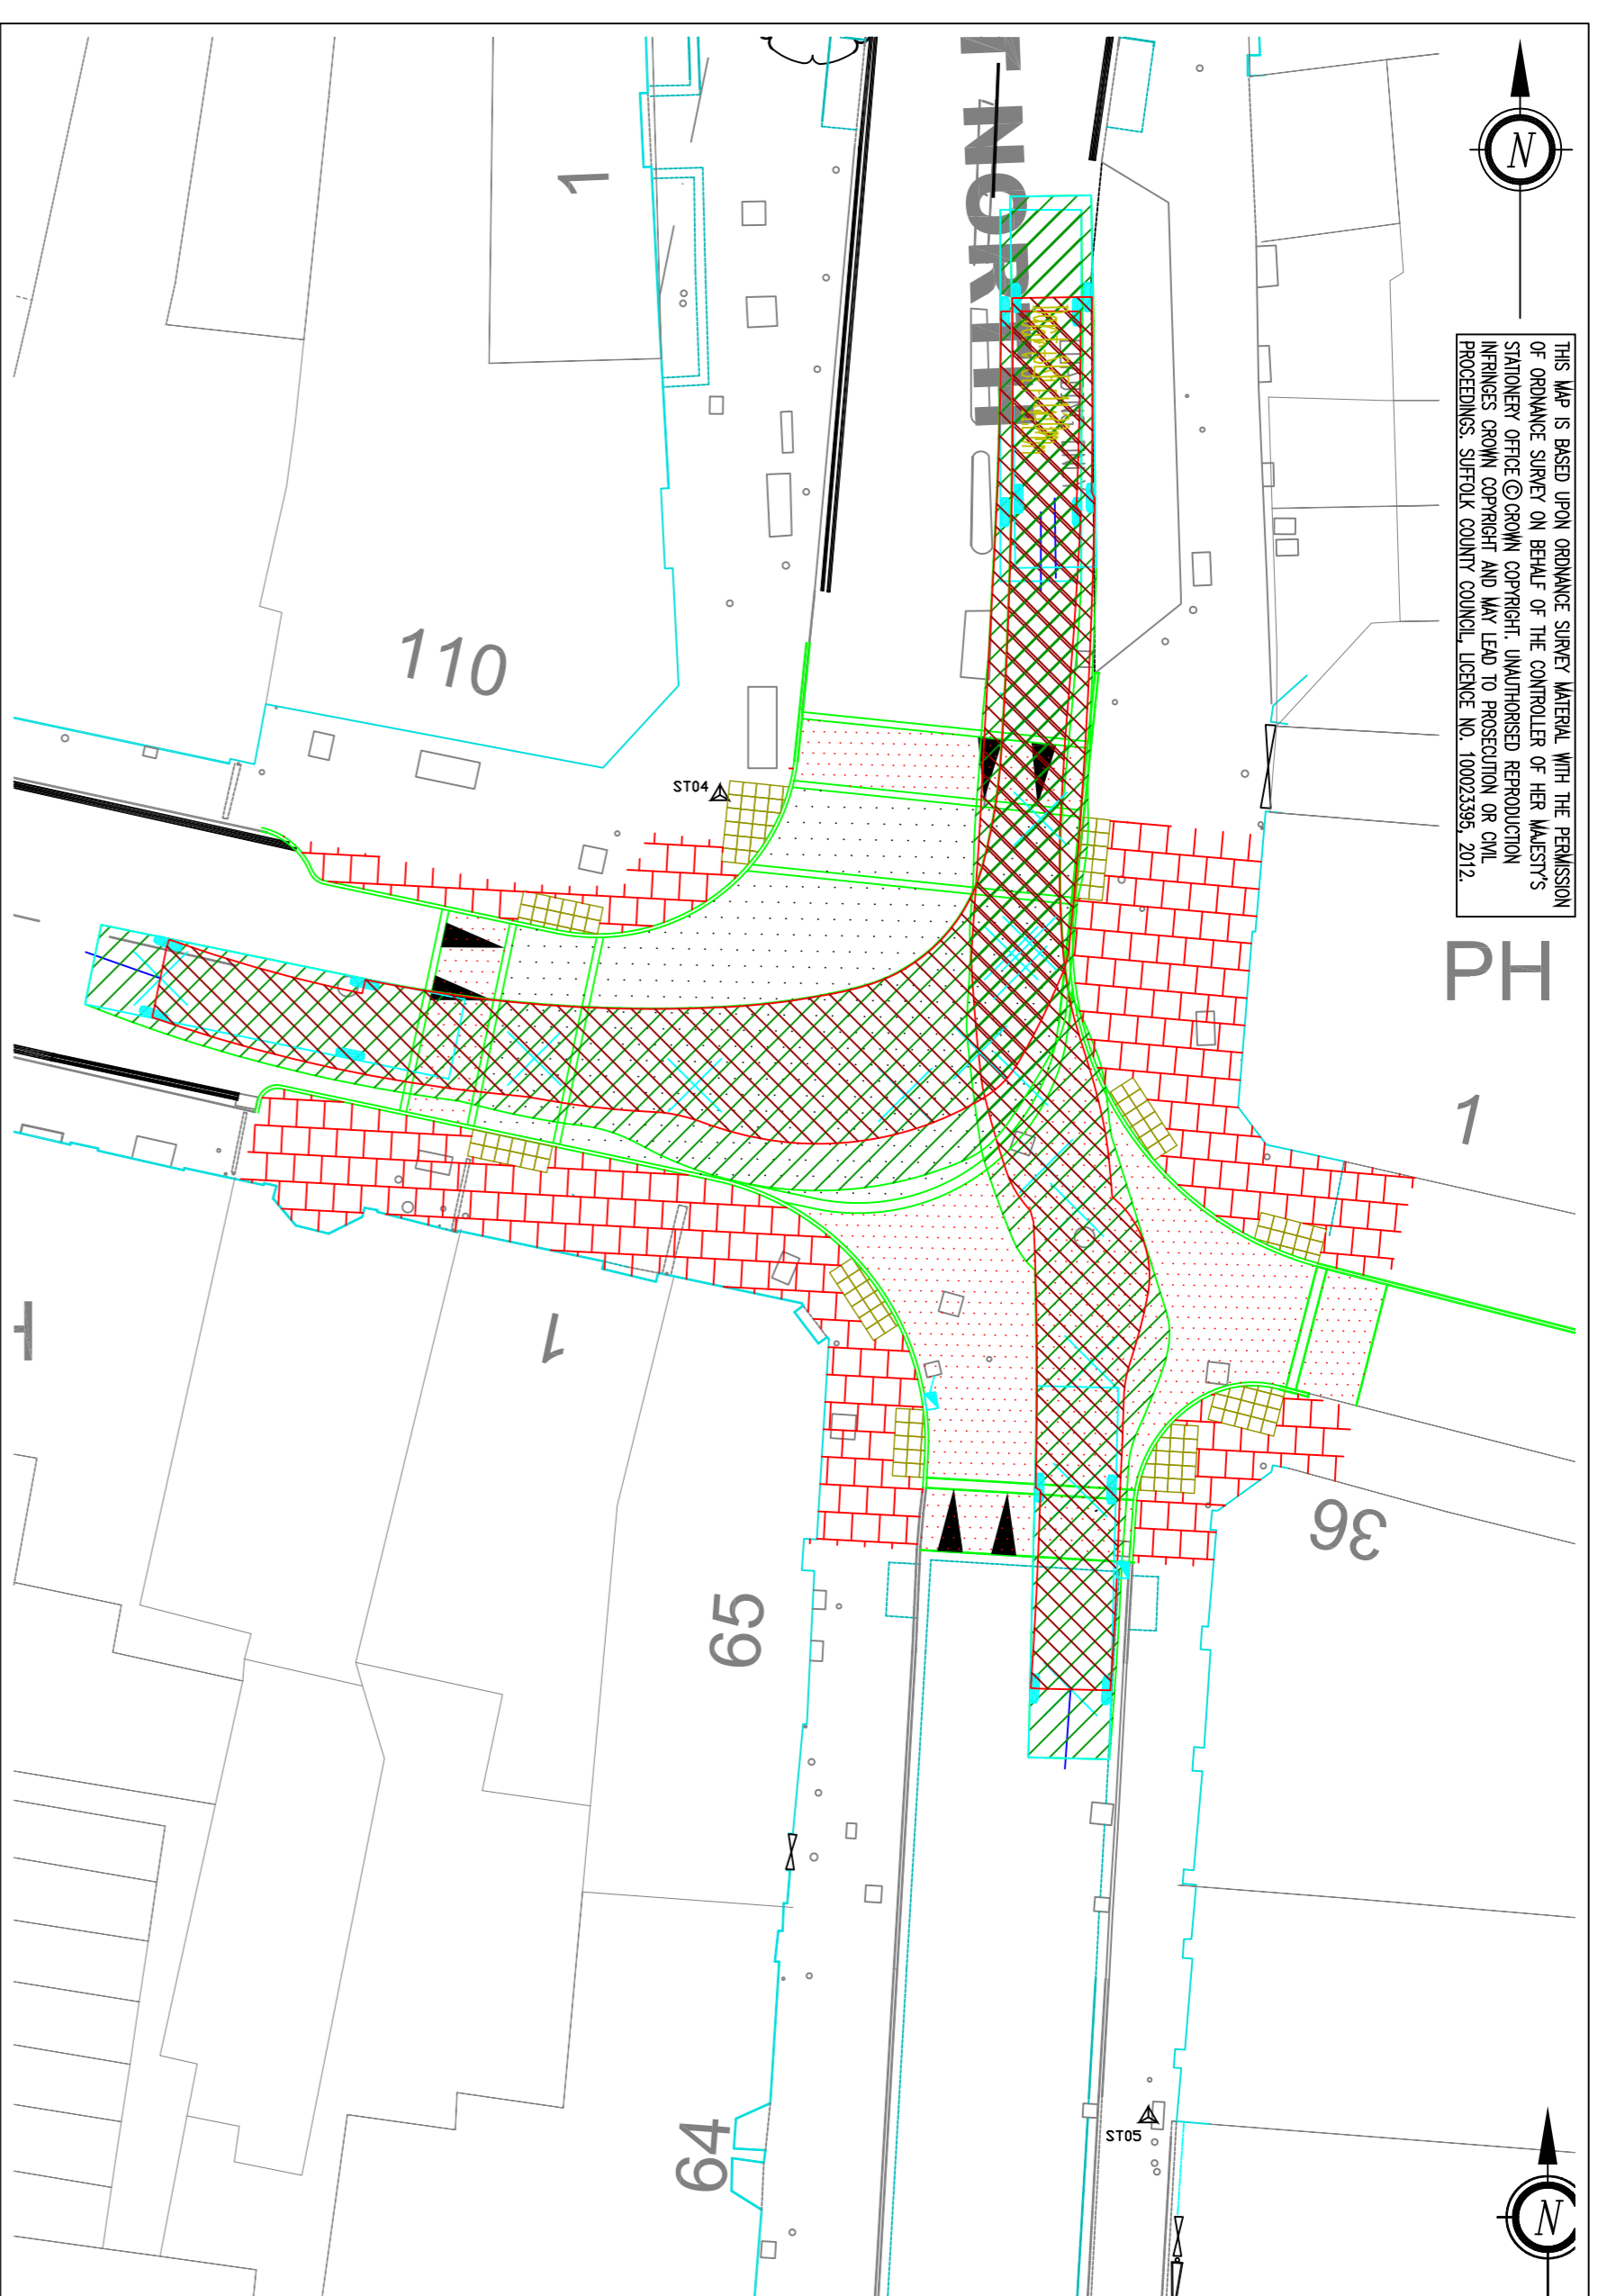 N
THIS MAP IS BASED UPON ORDNANCE SURVEY MATERIAL WITH THE PERMISSION
OF ORDNANCE SURVEY ON BEHALF OF THE CONTROLLER OF HER MAJESTY'S
STATIONERY OFFICE © CROWN COPYRIGHT. UNAUTHORISED REPRODUCTION
INFRINGES CROWN COPYRIGHT AND MAY LEAD TO PROSECUTION OR CIVIL
PROCEEDINGS. SUFFOLK COUNTY COUNCIL, LICENCE NO. 100023395, 2012.
NORTH
1
110
ST04
PH
1
1
36
65
64
ST05
N